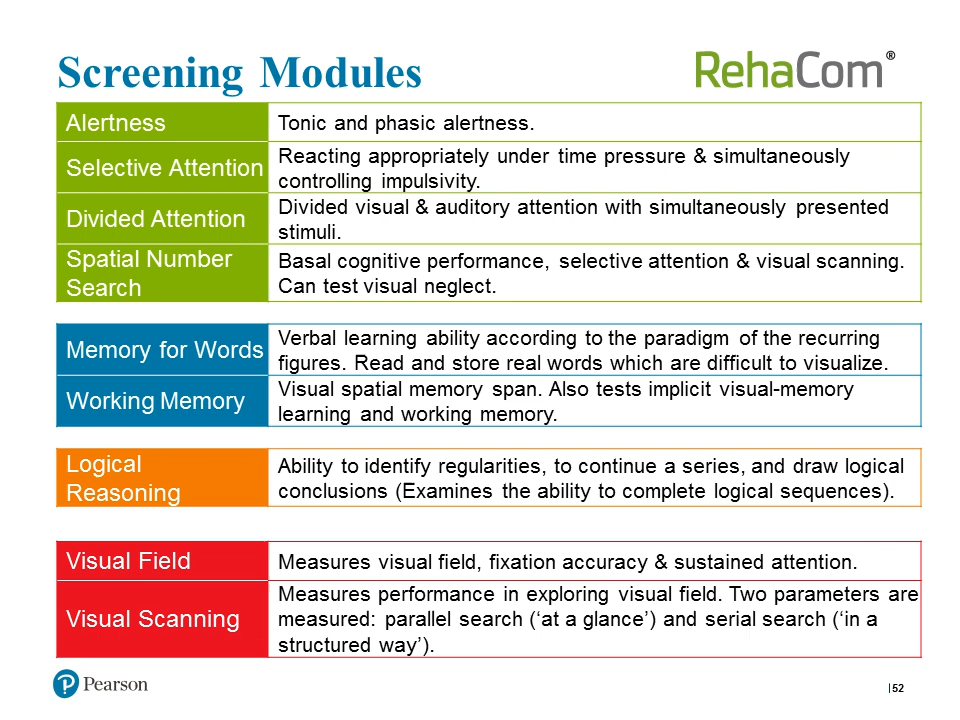 Screening Modules
RehaCom®
Alertness
Tonic and phasic alertness.
Selective Attention
Reacting appropriately under time pressure & simultaneously
controlling impulsivity.
Divided Attention
Divided visual & auditory attention with simultaneously presented
stimuli.
Spatial Number
Search
Basal cognitive performance, selective attention & visual scanning.
Can test visual neglect.
Memory for Words
Verbal learning ability according to the paradigm of the recurring
figures. Read and store real words which are difficult to visualize.
Working Memory
Visual spatial memory span. Also tests implicit visual-memory
learning and working memory.
Logical
Reasoning
Ability to identify regularities, to continue a series, and draw logical
conclusions (Examines the ability to complete logical sequences).
Visual Field
Measures visual field, fixation accuracy & sustained attention.
Visual Scanning
Measures performance in exploring visual field. Two parameters are
measured: parallel search (‘at a glance’) and serial search (‘in a
structured way’).
P Pearson
|52